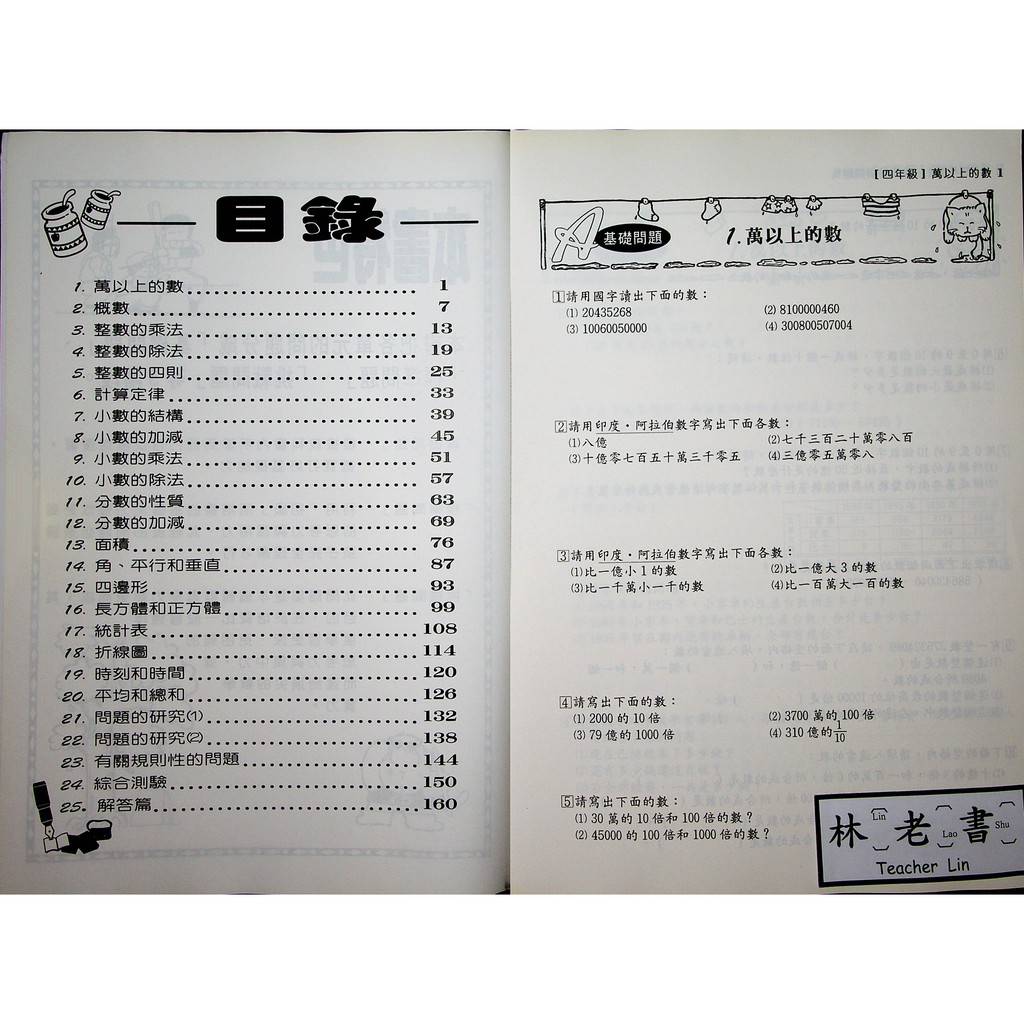 目錄
1. 萬以上的數 1
2. 概數 7
3. 整數的乘法 13
4. 整數的除法 19
5. 整數的四則 25
6. 計算定律 33
7. 小數的結構 39
8. 小數的加減 45
9. 小數的乘法 51
10. 小數的除法 57
11. 分數的性質 63
12. 分數的加減 69
13. 面積 76
14. 角、平行和垂直 87
15. 四邊形 93
16. 長方體和正方體 99
17. 統計表 108
18. 折線圖 114
19. 時刻和時間 120
20. 平均和總和 126
21. 問題的研究⑴ 132
22. 問題的研究⑵ 138
23. 有關規則性的問題 144
24. 綜合測驗 150
25. 解答篇 160
[四年級] 萬以上的數 1
A 基礎問題 1. 萬以上的數
1 請用國字讀出下面的數：
⑴ 20435268 ⑵ 8100000460
⑶ 10060050000 ⑷ 300800507004
2 請用印度·阿拉伯數字寫出下面各數：
⑴八億 ⑵七千三百二十萬零八百
⑶十億零七百五十萬三千零五 ⑷三億零五萬零八
3 請用印度·阿拉伯數字寫出下面各數：
⑴比一億小 1 的數 ⑵比一億大 3 的數
⑶比一千萬小一千的數 ⑷比一百萬大一百的數
4 請寫出下面的數：
⑴ 2000 的 10 倍 ⑵ 3700 萬的 100 倍
⑶ 79 億的 1000 倍 ⑷ 310 億的 1/10
5 請寫出下面的數：
⑴ 30 萬的 10 倍和 100 倍的數？
⑵ 45000 的 100 倍和 1000 倍的數？
林 Lin 老 Lao 書 Shu
Teacher Lin